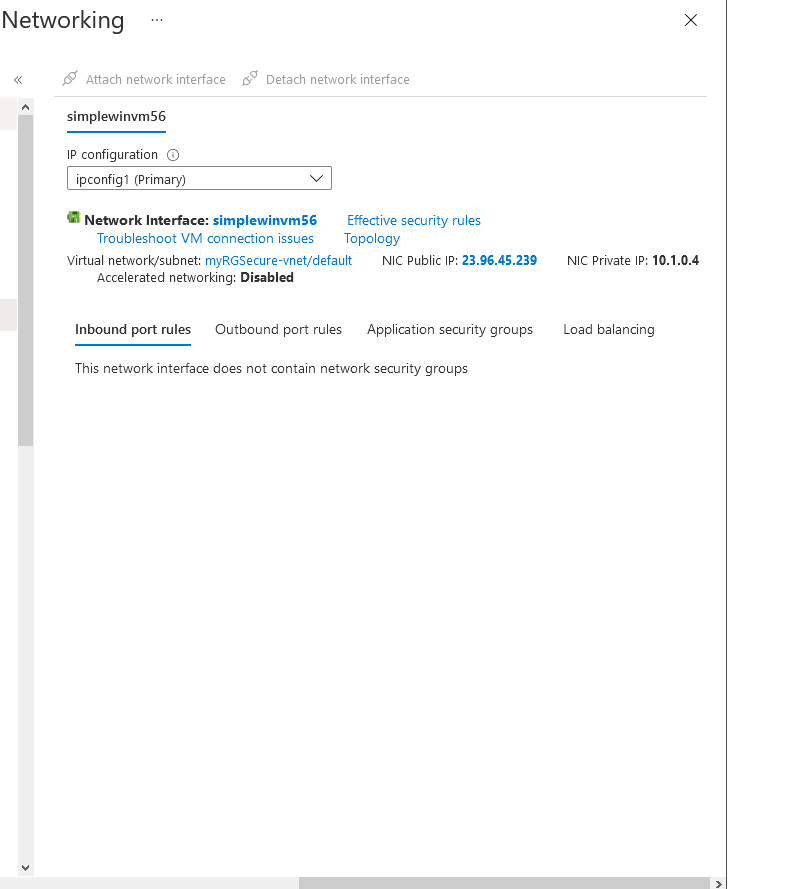 Networking ...
«
Attach network interface Detach network interface
simplewinvm56
IP configuration
ipconfig1 (Primary)
Network Interface: simplewinvm56 Effective security rules
Troubleshoot VM connection issues Topology
Virtual network/subnet: myRGSecure-vnet/default NIC Public IP: 23.96.45.239 NIC Private IP: 10.1.0.4
Accelerated networking: Disabled
Inbound port rules Outbound port rules Application security groups Load balancing
This network interface does not contain network security groups